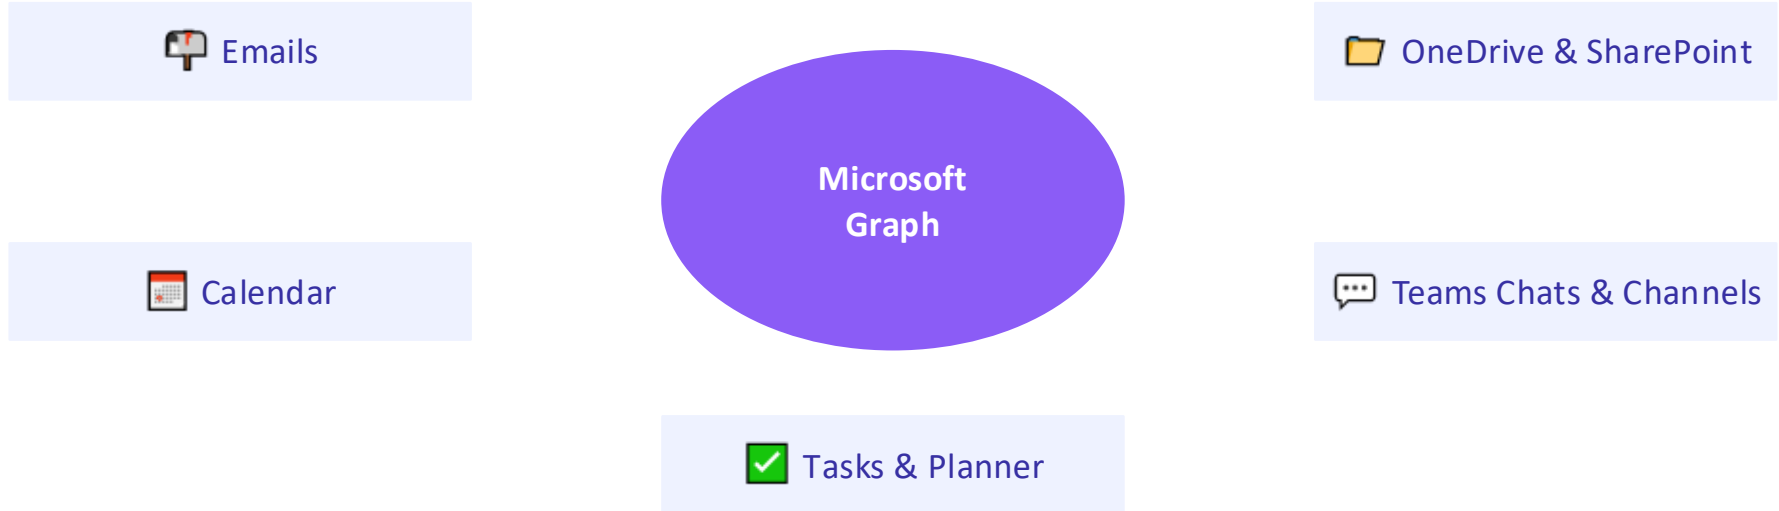 Emails
OneDrive & SharePoint
Microsoft
Graph
Calendar
Teams Chats & Channels
Tasks & Planner